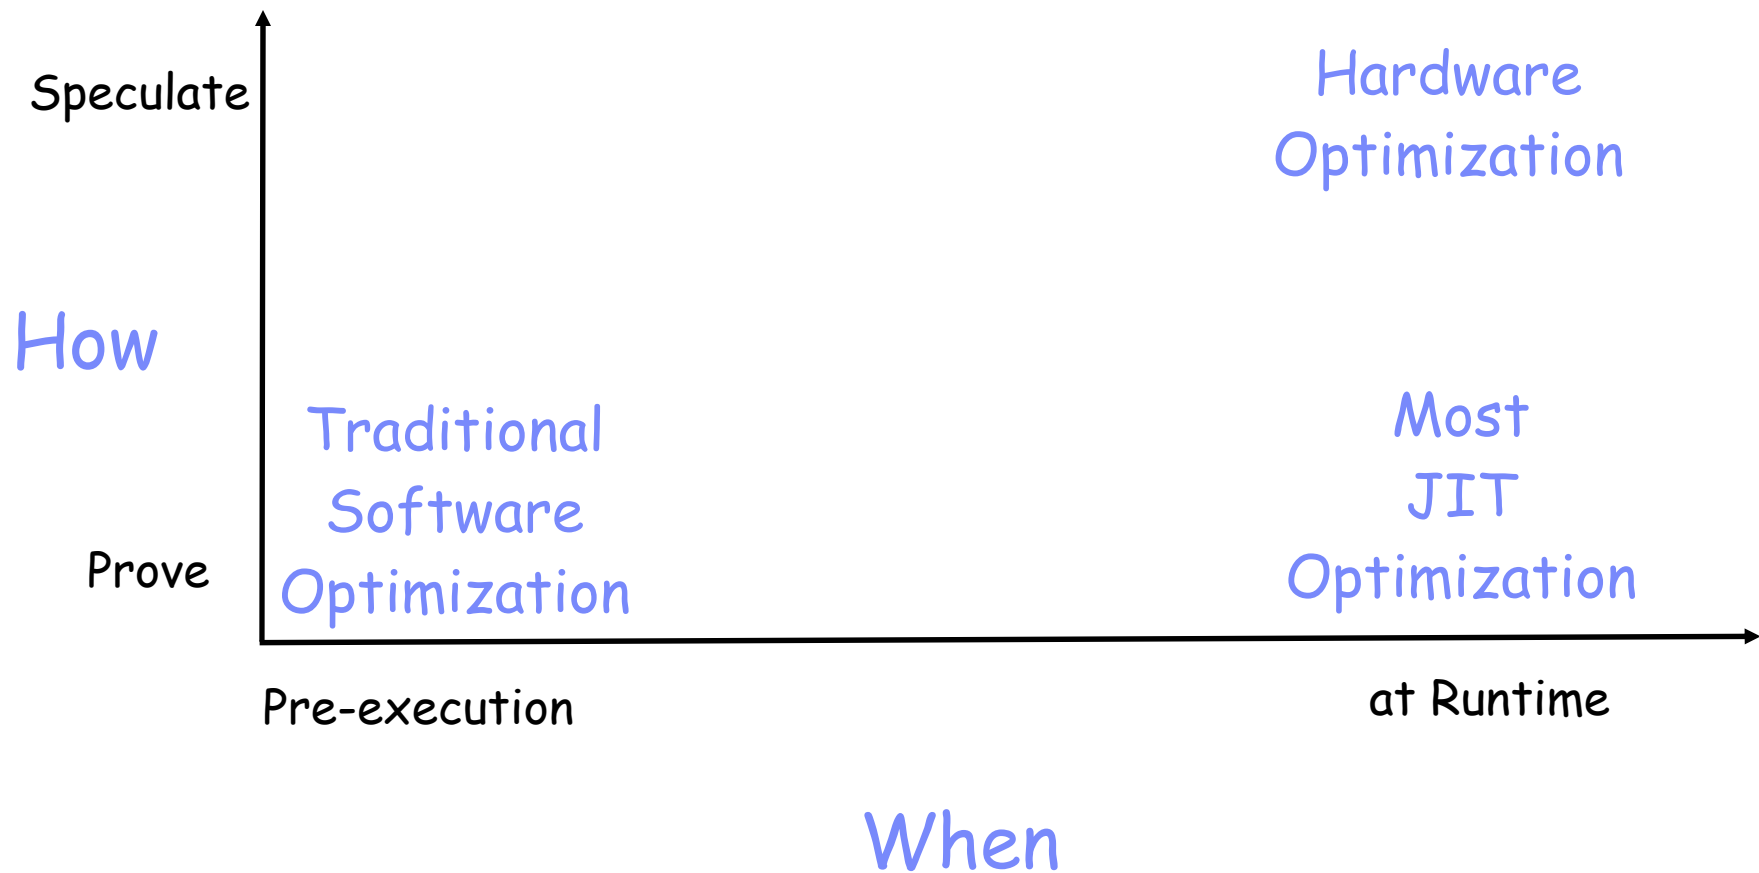 Speculate
Hardware
Optimization
How
Traditional
Software
Optimization
Most
JIT
Optimization
Prove
Pre-execution
at Runtime
When